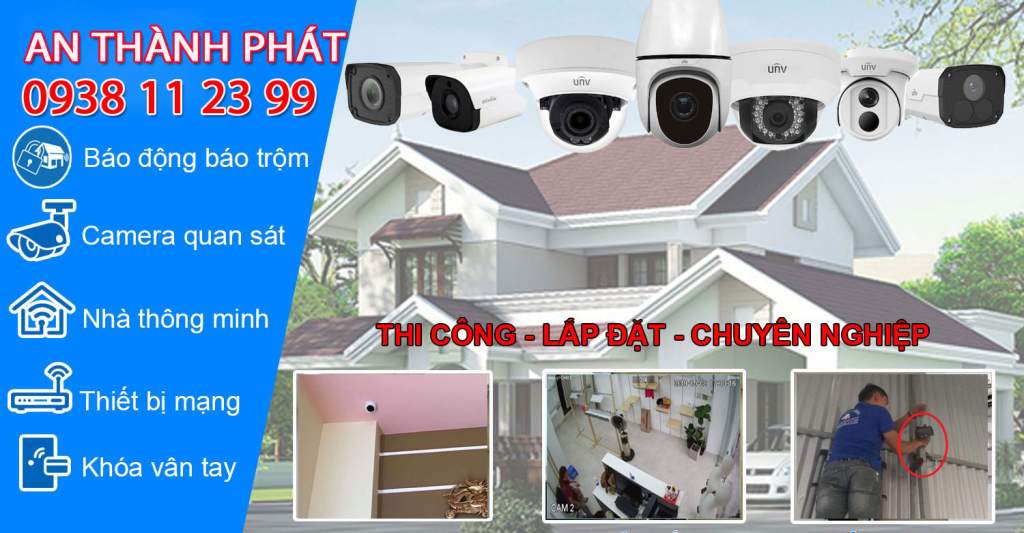 AN THÀNH PHÁT
0938 11 23 99
Báo động báo trộm
Camera quan sát
Nhà thông minh
Thiết bị mạng
Khóa vân tay
unv
unv
THI CÔNG - LẮP ĐẶT - CHUYÊN NGHIỆP
CAM 2